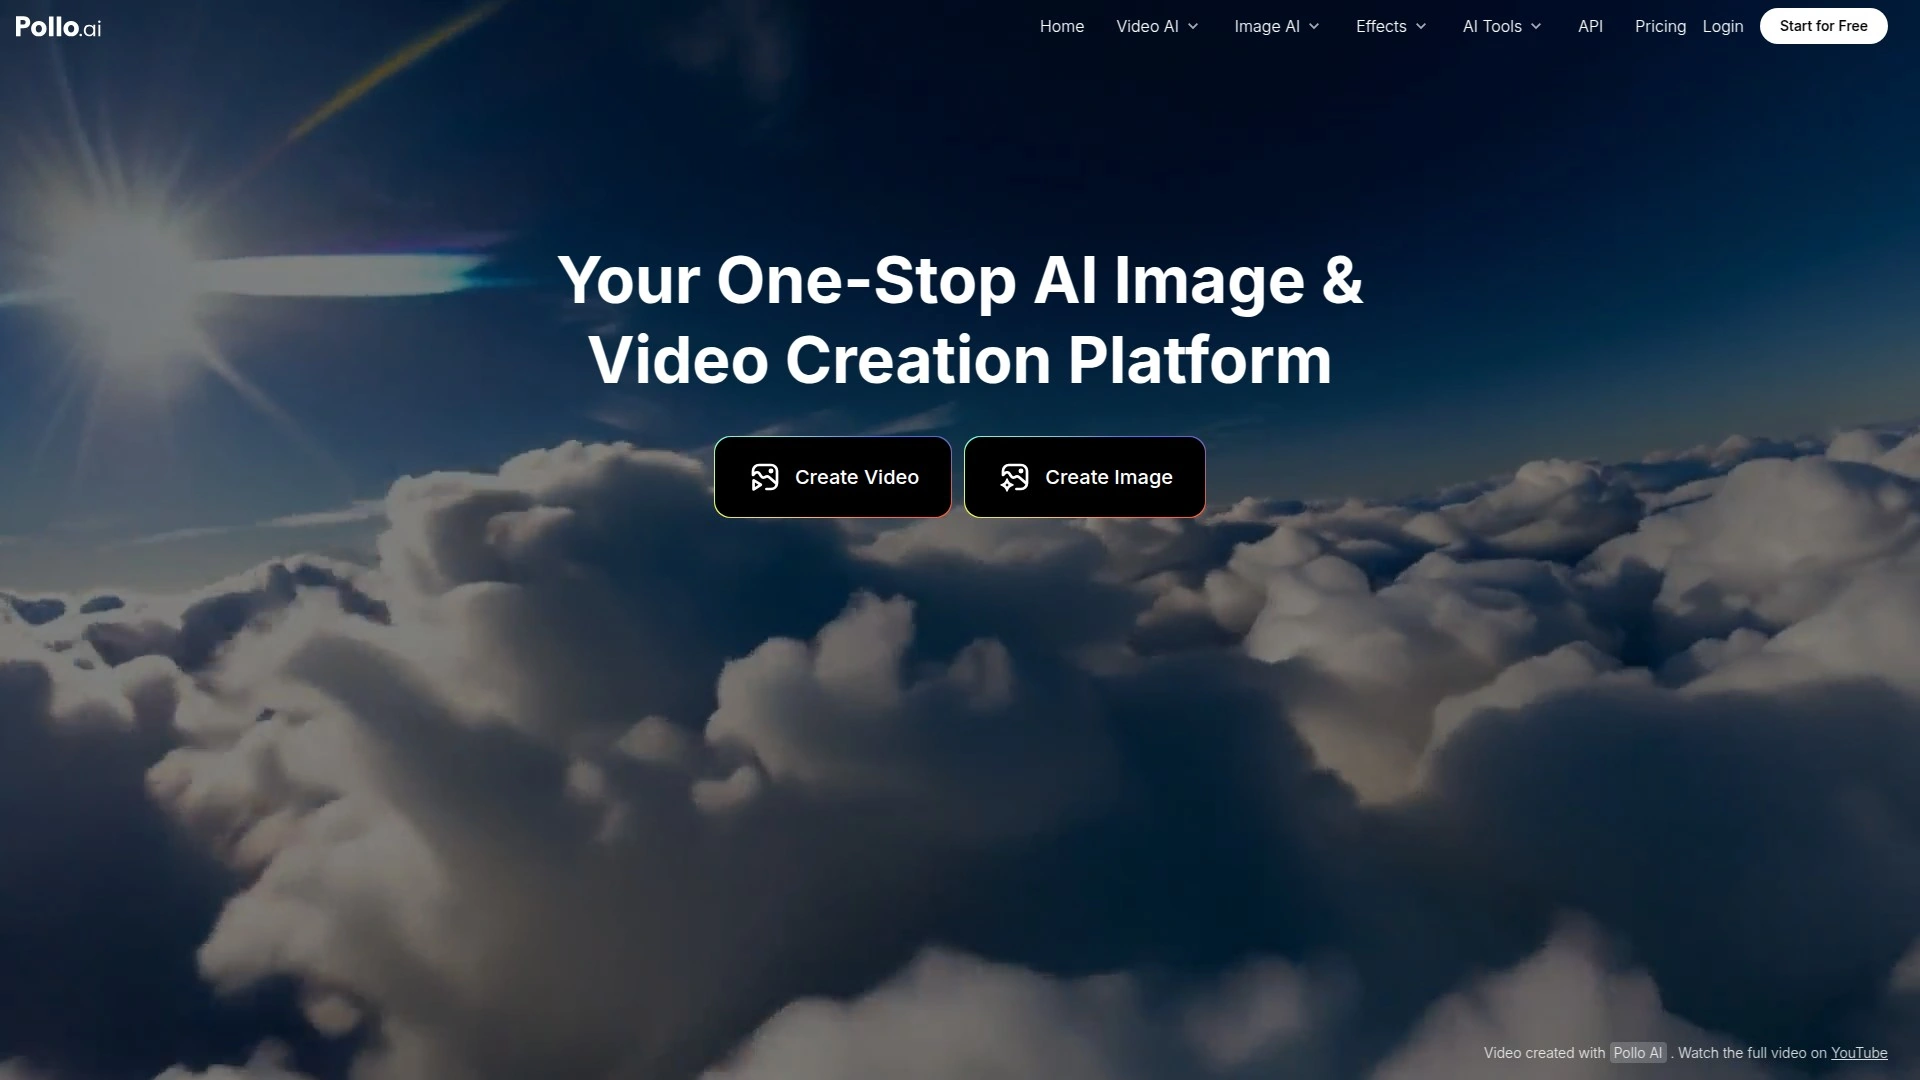 Pollo.ai
Home Video AI Image AI Effects AI Tools API Pricing Login Start for Free
Your One-Stop AI Image &
Video Creation Platform
Create Video Create Image
Video created with Pollo AI . Watch the full video on YouTube